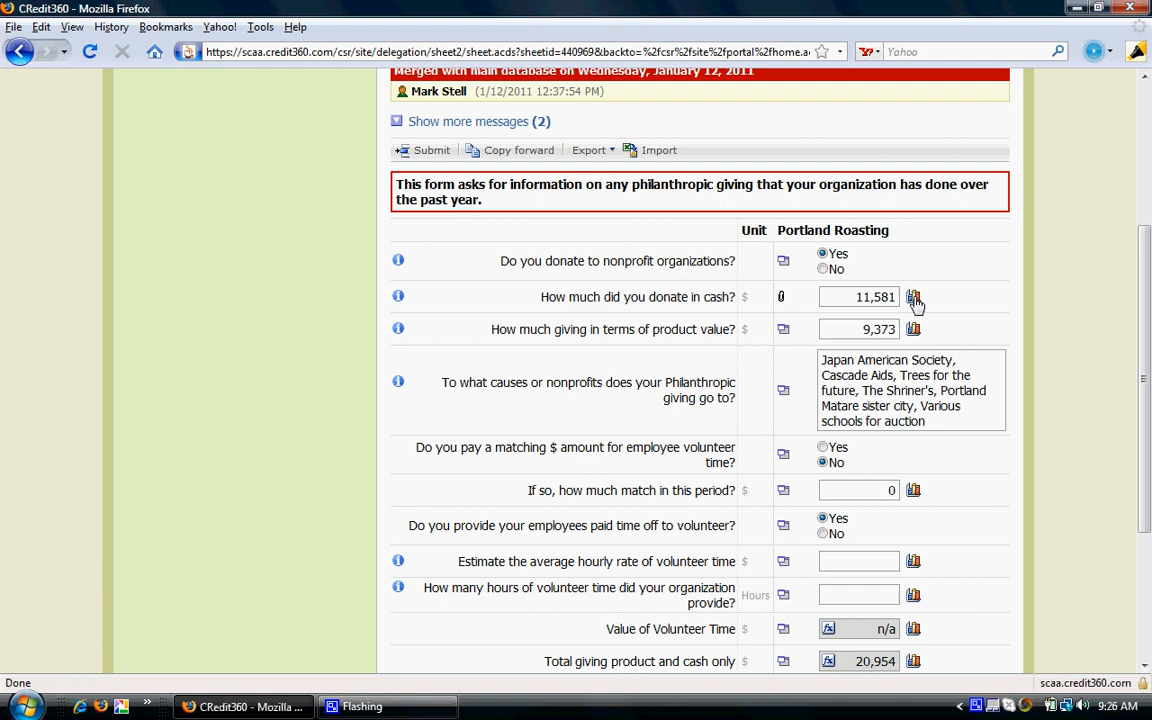 CRedit360 - Mozilla Firefox
File Edit View History Bookmarks Yahoo! Tools Help
https://scaa.credit360.com/csr/site/delegation/sheet2/sheet.acds?sheetid=440969&backto=%2fcsr%2fsite%2fportal%2fhome.ac
Yahoo
Merged with main database on Wednesday, January 12, 2011
Mark Stell (1/12/2011 12:37:54 PM)
Show more messages (2)
Submit Copy forward Export Import
This form asks for information on any philanthropic giving that your organization has done over
the past year.
Unit Portland Roasting
Do you donate to nonprofit organizations? Yes
No
How much did you donate in cash? $ 11,581
How much giving in terms of product value? $ 9,373
To what causes or nonprofits does your Philanthropic
giving go to?
Japan American Society,
Cascade Aids, Trees for the
future, The Shriner's, Portland
Matare sister city, Various
schools for auction
Do you pay a matching $ amount for employee volunteer
time?
Yes
No
If so, how much match in this period? $ 0
Do you provide your employees paid time off to volunteer? Yes
No
Estimate the average hourly rate of volunteer time $
How many hours of volunteer time did your organization
provide?
Hours
Value of Volunteer Time $ fx n/a
Total giving product and cash only $ fx 20,954
Done scaa.credit360.com
CRedit360 - Mozilla ... Flashing 9:26 AM